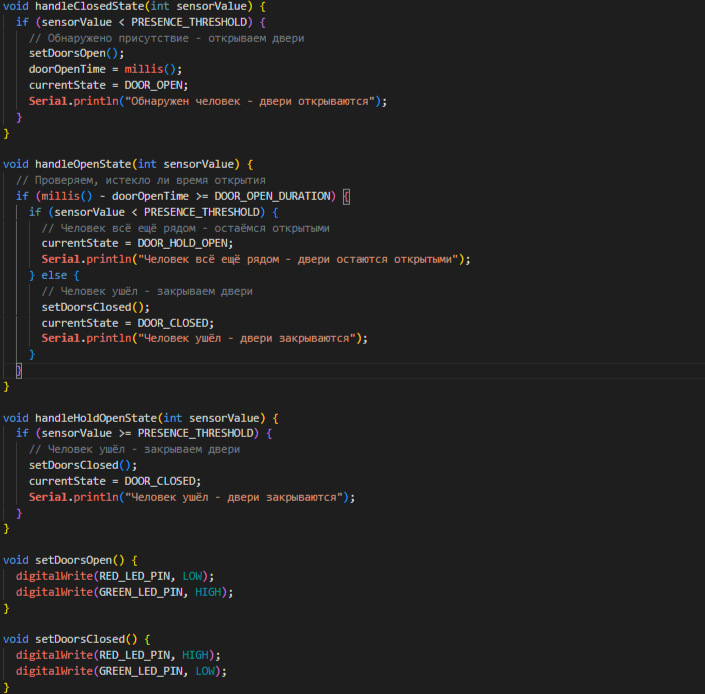 void handleClosedState(int sensorValue) {
  if (sensorValue < PRESENCE_THRESHOLD) {
    // Обнаружено присутствие - открываем двери
    setDoorsOpen();
    doorOpenTime = millis();
    currentState = DOOR_OPEN;
    Serial.println("Обнаружен человек - двери открываются");
  }
}

void handleOpenState(int sensorValue) {
  // Проверяем, истекло ли время открытия
  if (millis() - doorOpenTime >= DOOR_OPEN_DURATION) {
    if (sensorValue < PRESENCE_THRESHOLD) {
      // Человек всё ещё рядом - остаёмся открытыми
      currentState = DOOR_HOLD_OPEN;
      Serial.println("Человек всё ещё рядом - двери остаются открытыми");
    } else {
      // Человек ушёл - закрываем двери
      setDoorsClosed();
      currentState = DOOR_CLOSED;
      Serial.println("Человек ушёл - двери закрываются");
    }
  }
}

void handleHoldOpenState(int sensorValue) {
  if (sensorValue >= PRESENCE_THRESHOLD) {
    // Человек ушёл - закрываем двери
    setDoorsClosed();
    currentState = DOOR_CLOSED;
    Serial.println("Человек ушёл - двери закрываются");
  }
}

void setDoorsOpen() {
  digitalWrite(RED_LED_PIN, LOW);
  digitalWrite(GREEN_LED_PIN, HIGH);
}

void setDoorsClosed() {
  digitalWrite(RED_LED_PIN, HIGH);
  digitalWrite(GREEN_LED_PIN, LOW);
}